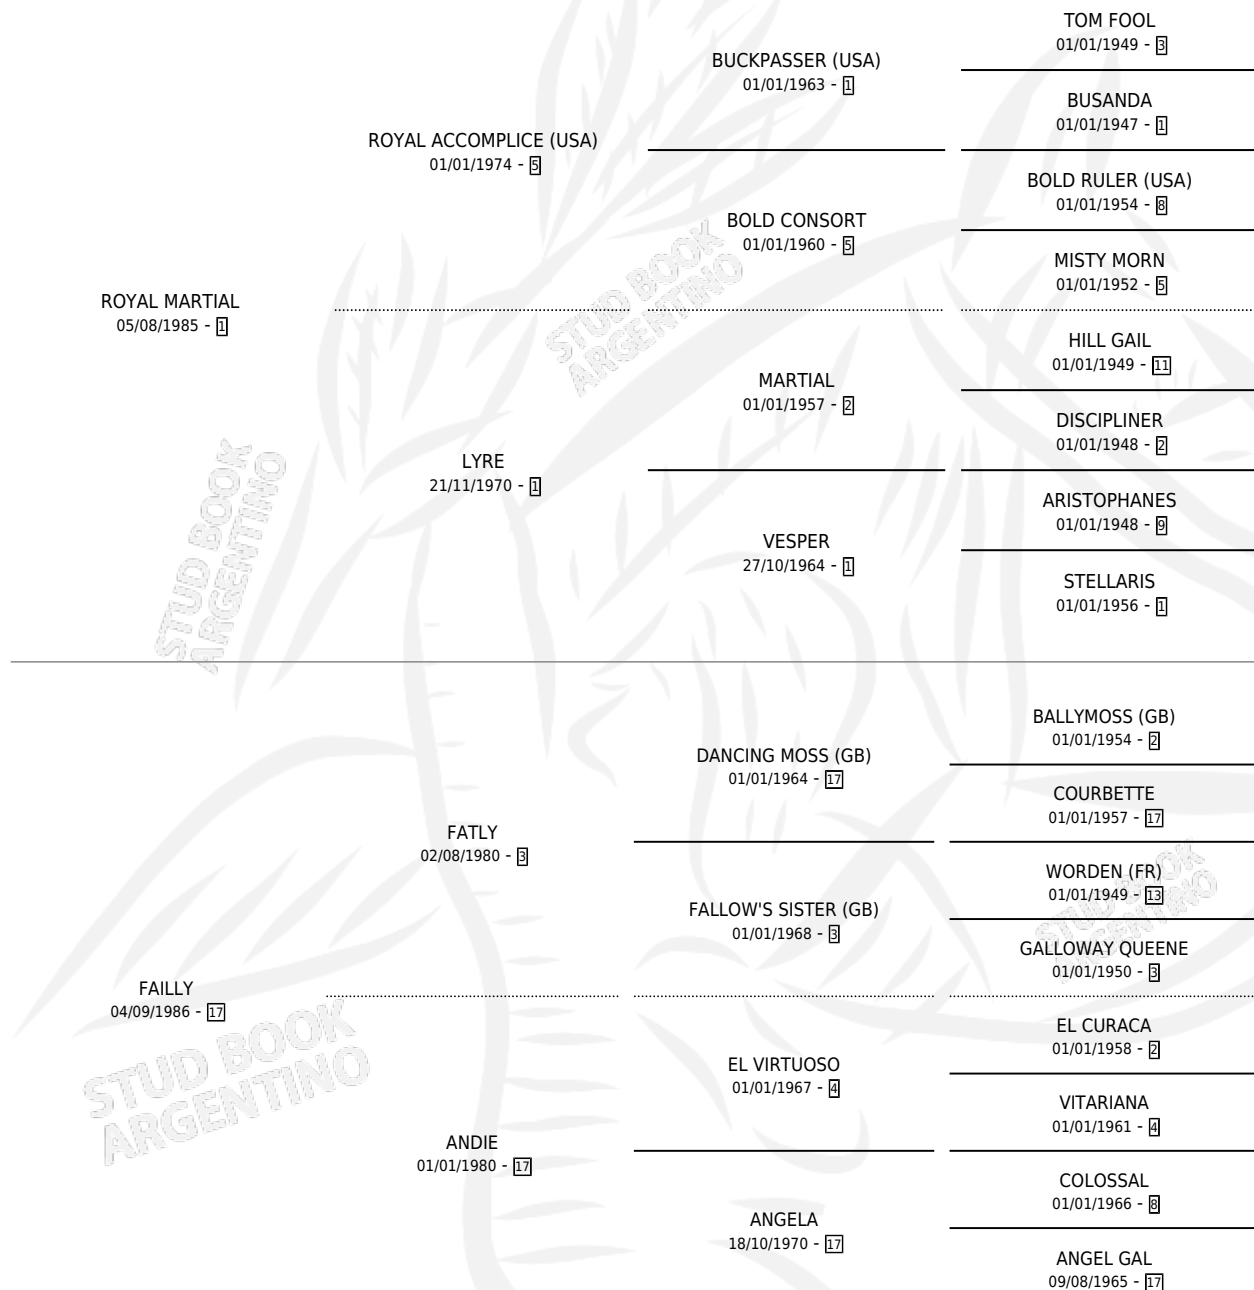 TOM FOOL
01/01/1949 - 3
BUCKPASSER (USA)
01/01/1963 - 1
BUSANDA
01/01/1947 - 1
ROYAL ACCOMPLICE (USA)
01/01/1974 - 5
BOLD RULER (USA)
01/01/1954 - 8
BOLD CONSORT
01/01/1960 - 5
MISTY MORN
01/01/1952 - 5
ROYAL MARTIAL
05/08/1985 - 1
HILL GAIL
01/01/1949 - 11
MARTIAL
01/01/1957 - 2
DISCIPLINER
01/01/1948 - 2
LYRE
21/11/1970 - 1
ARISTOPHANES
01/01/1948 - 9
VESPER
27/10/1964 - 1
STELLARIS
01/01/1956 - 1
BALLYMOSS (GB)
01/01/1954 - 2
DANCING MOSS (GB)
01/01/1964 - 17
COURBETTE
01/01/1957 - 17
FATLY
02/08/1980 - 3
WORDEN (FR)
01/01/1949 - 13
FALLOW'S SISTER (GB)
01/01/1968 - 3
GALLOWAY QUEENE
01/01/1950 - 3
FAILLY
04/09/1986 - 17
EL CURACA
01/01/1958 - 2
EL VIRTUOSO
01/01/1967 - 4
VITARIANA
01/01/1961 - 4
ANDIE
01/01/1980 - 17
COLOSSAL
01/01/1966 - 8
ANGELA
18/10/1970 - 17
ANGEL GAL
09/08/1965 - 17
STUD BOOK
ARGENTINO
STUD BOOK
ARGENTINO
STUD BOOK
ARGENTINO
STUD BOOK
ARGENTINO